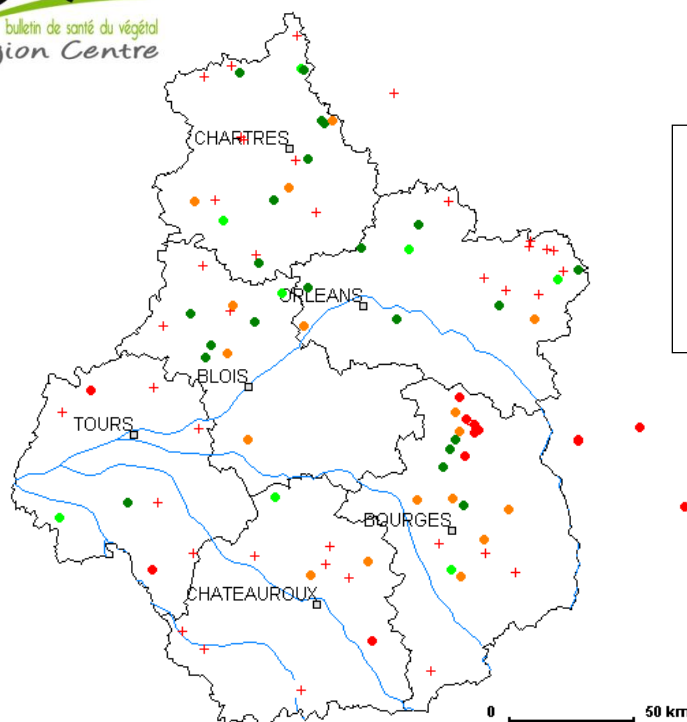 bulletin de santé du végétal
gion Centre
CHARTRES
ORLEANS
BLOIS
TOURS
BOURGES
CHATEAUROUX
0 50 km